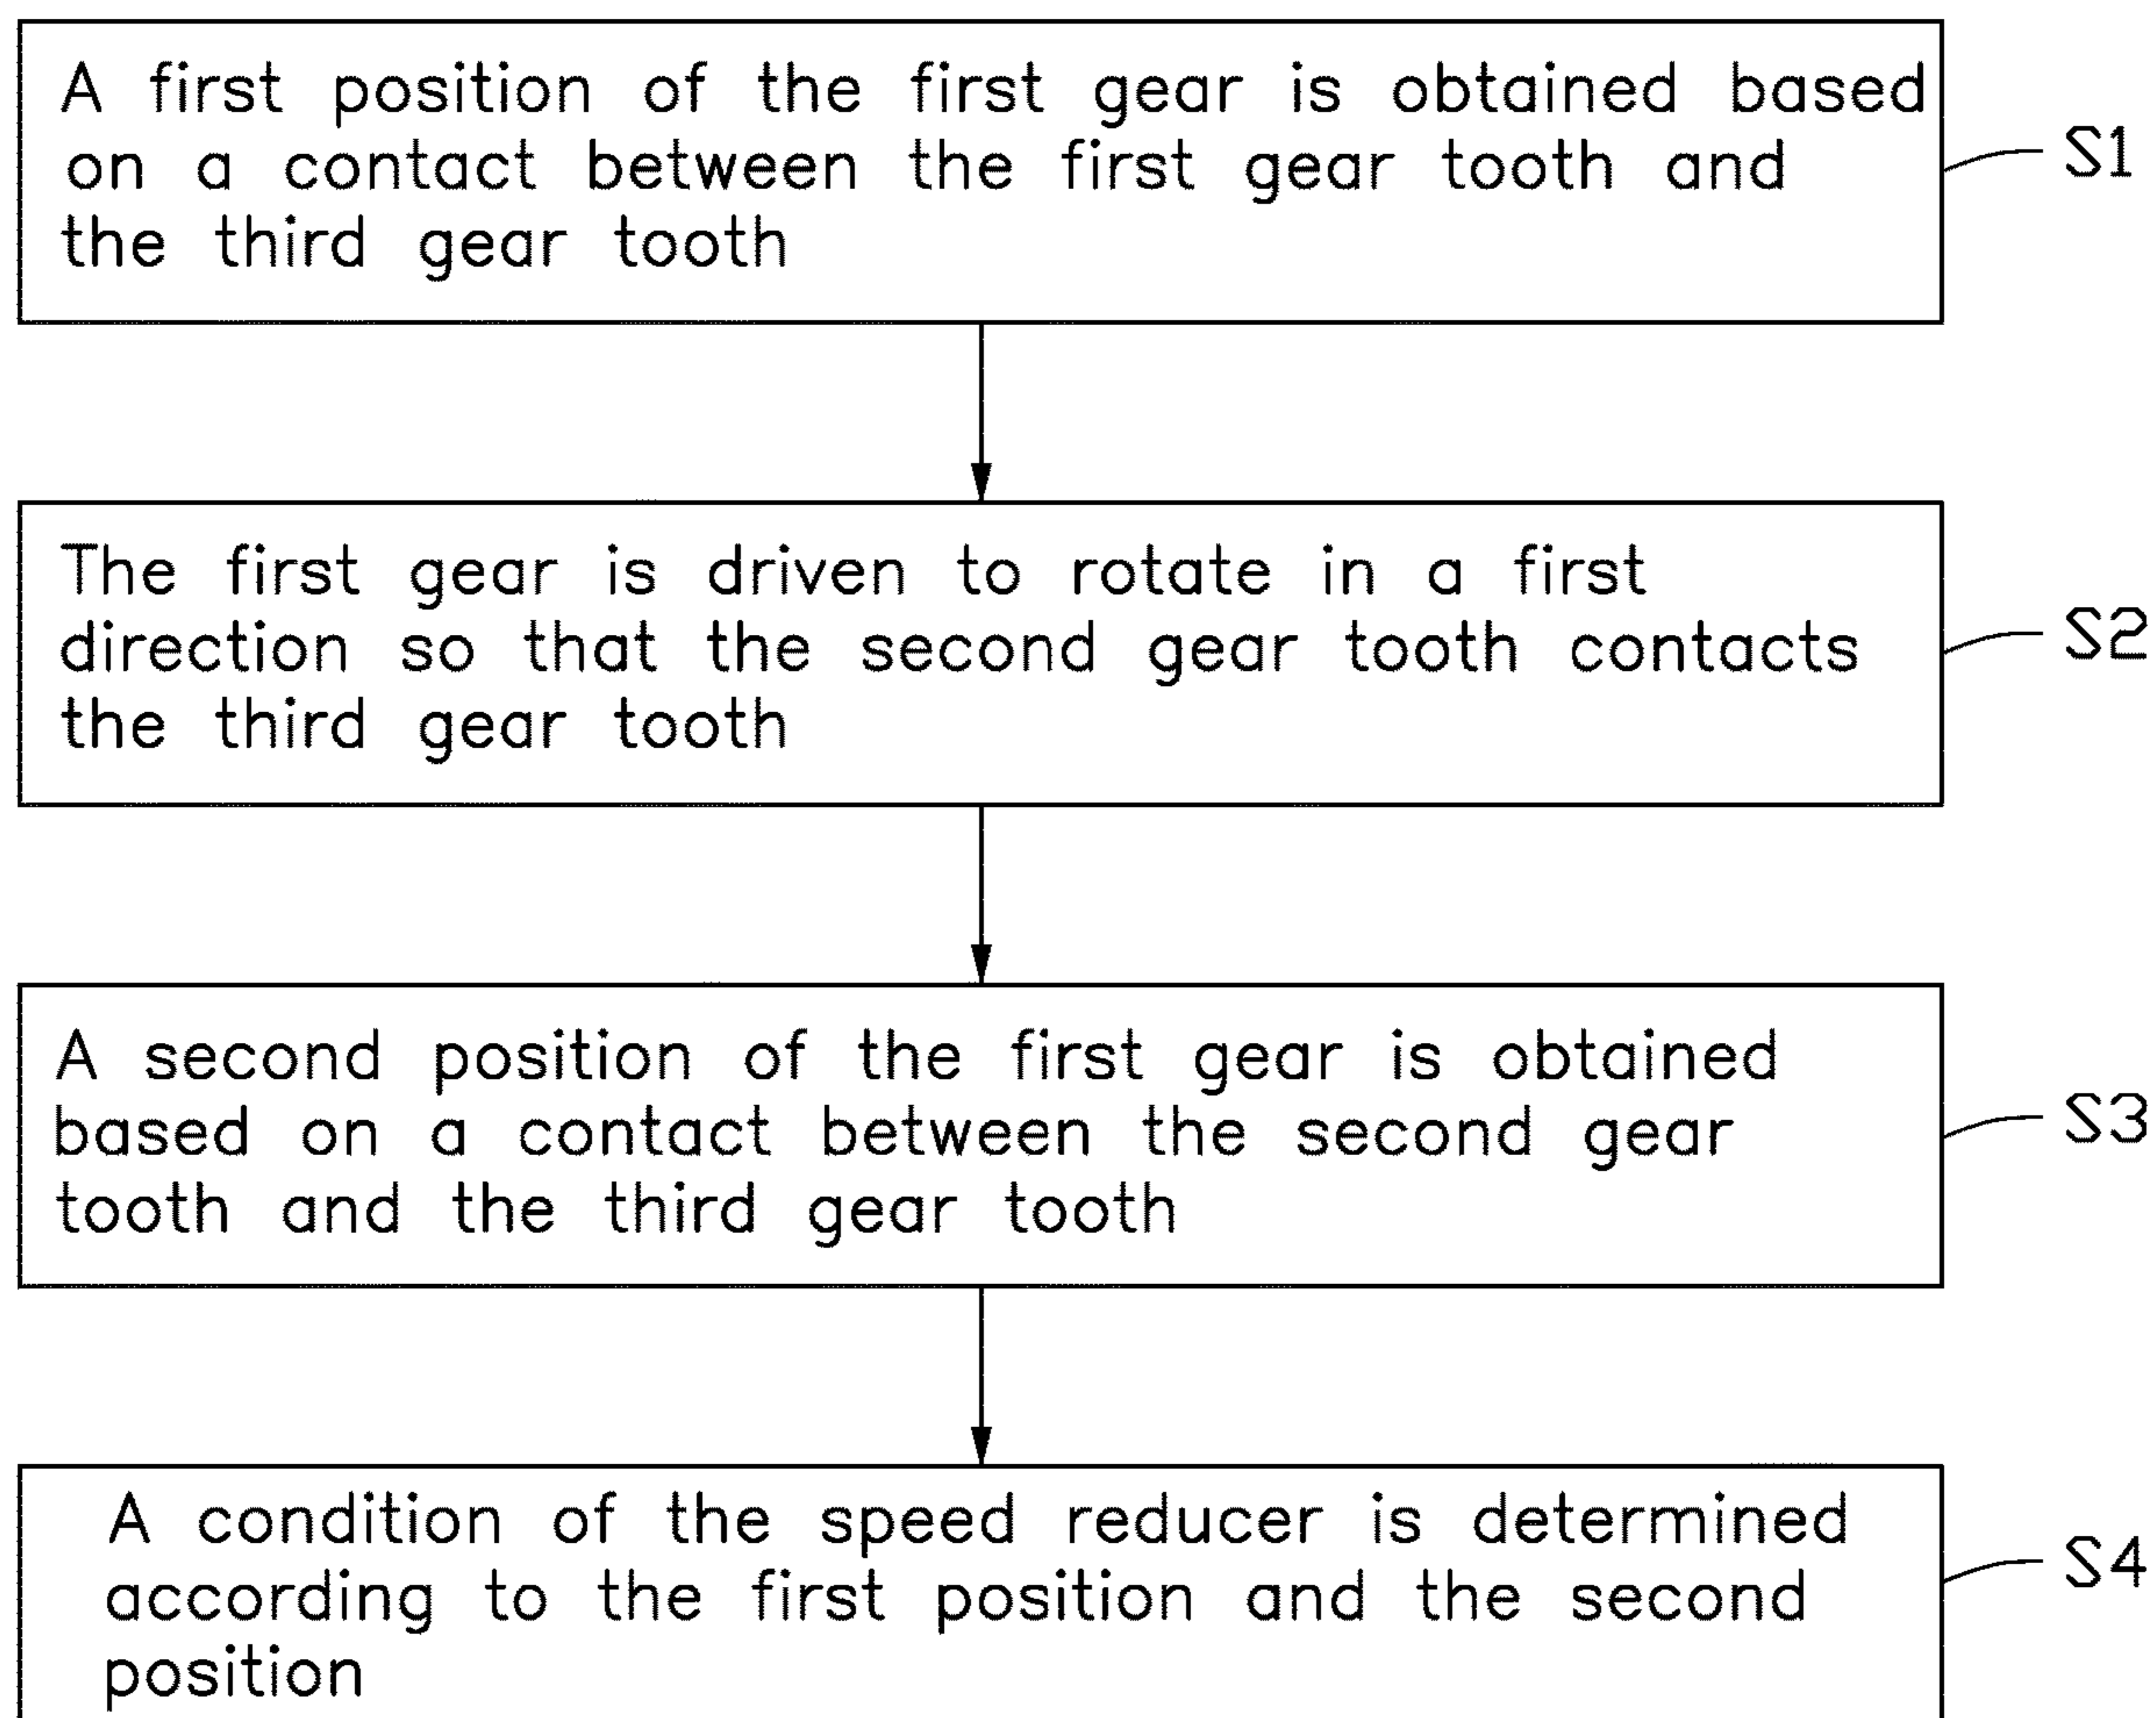 A first position of the first gear is obtained based
on a contact between the first gear tooth and
the third gear tooth
S1
The first gear is driven to rotate in a first
direction so that the second gear tooth contacts
the third gear tooth
S2
A second position of the first gear is obtained
based on a contact between the second gear
tooth and the third gear tooth
S3
A condition of the speed reducer is determined
according to the first position and the second
position
S4